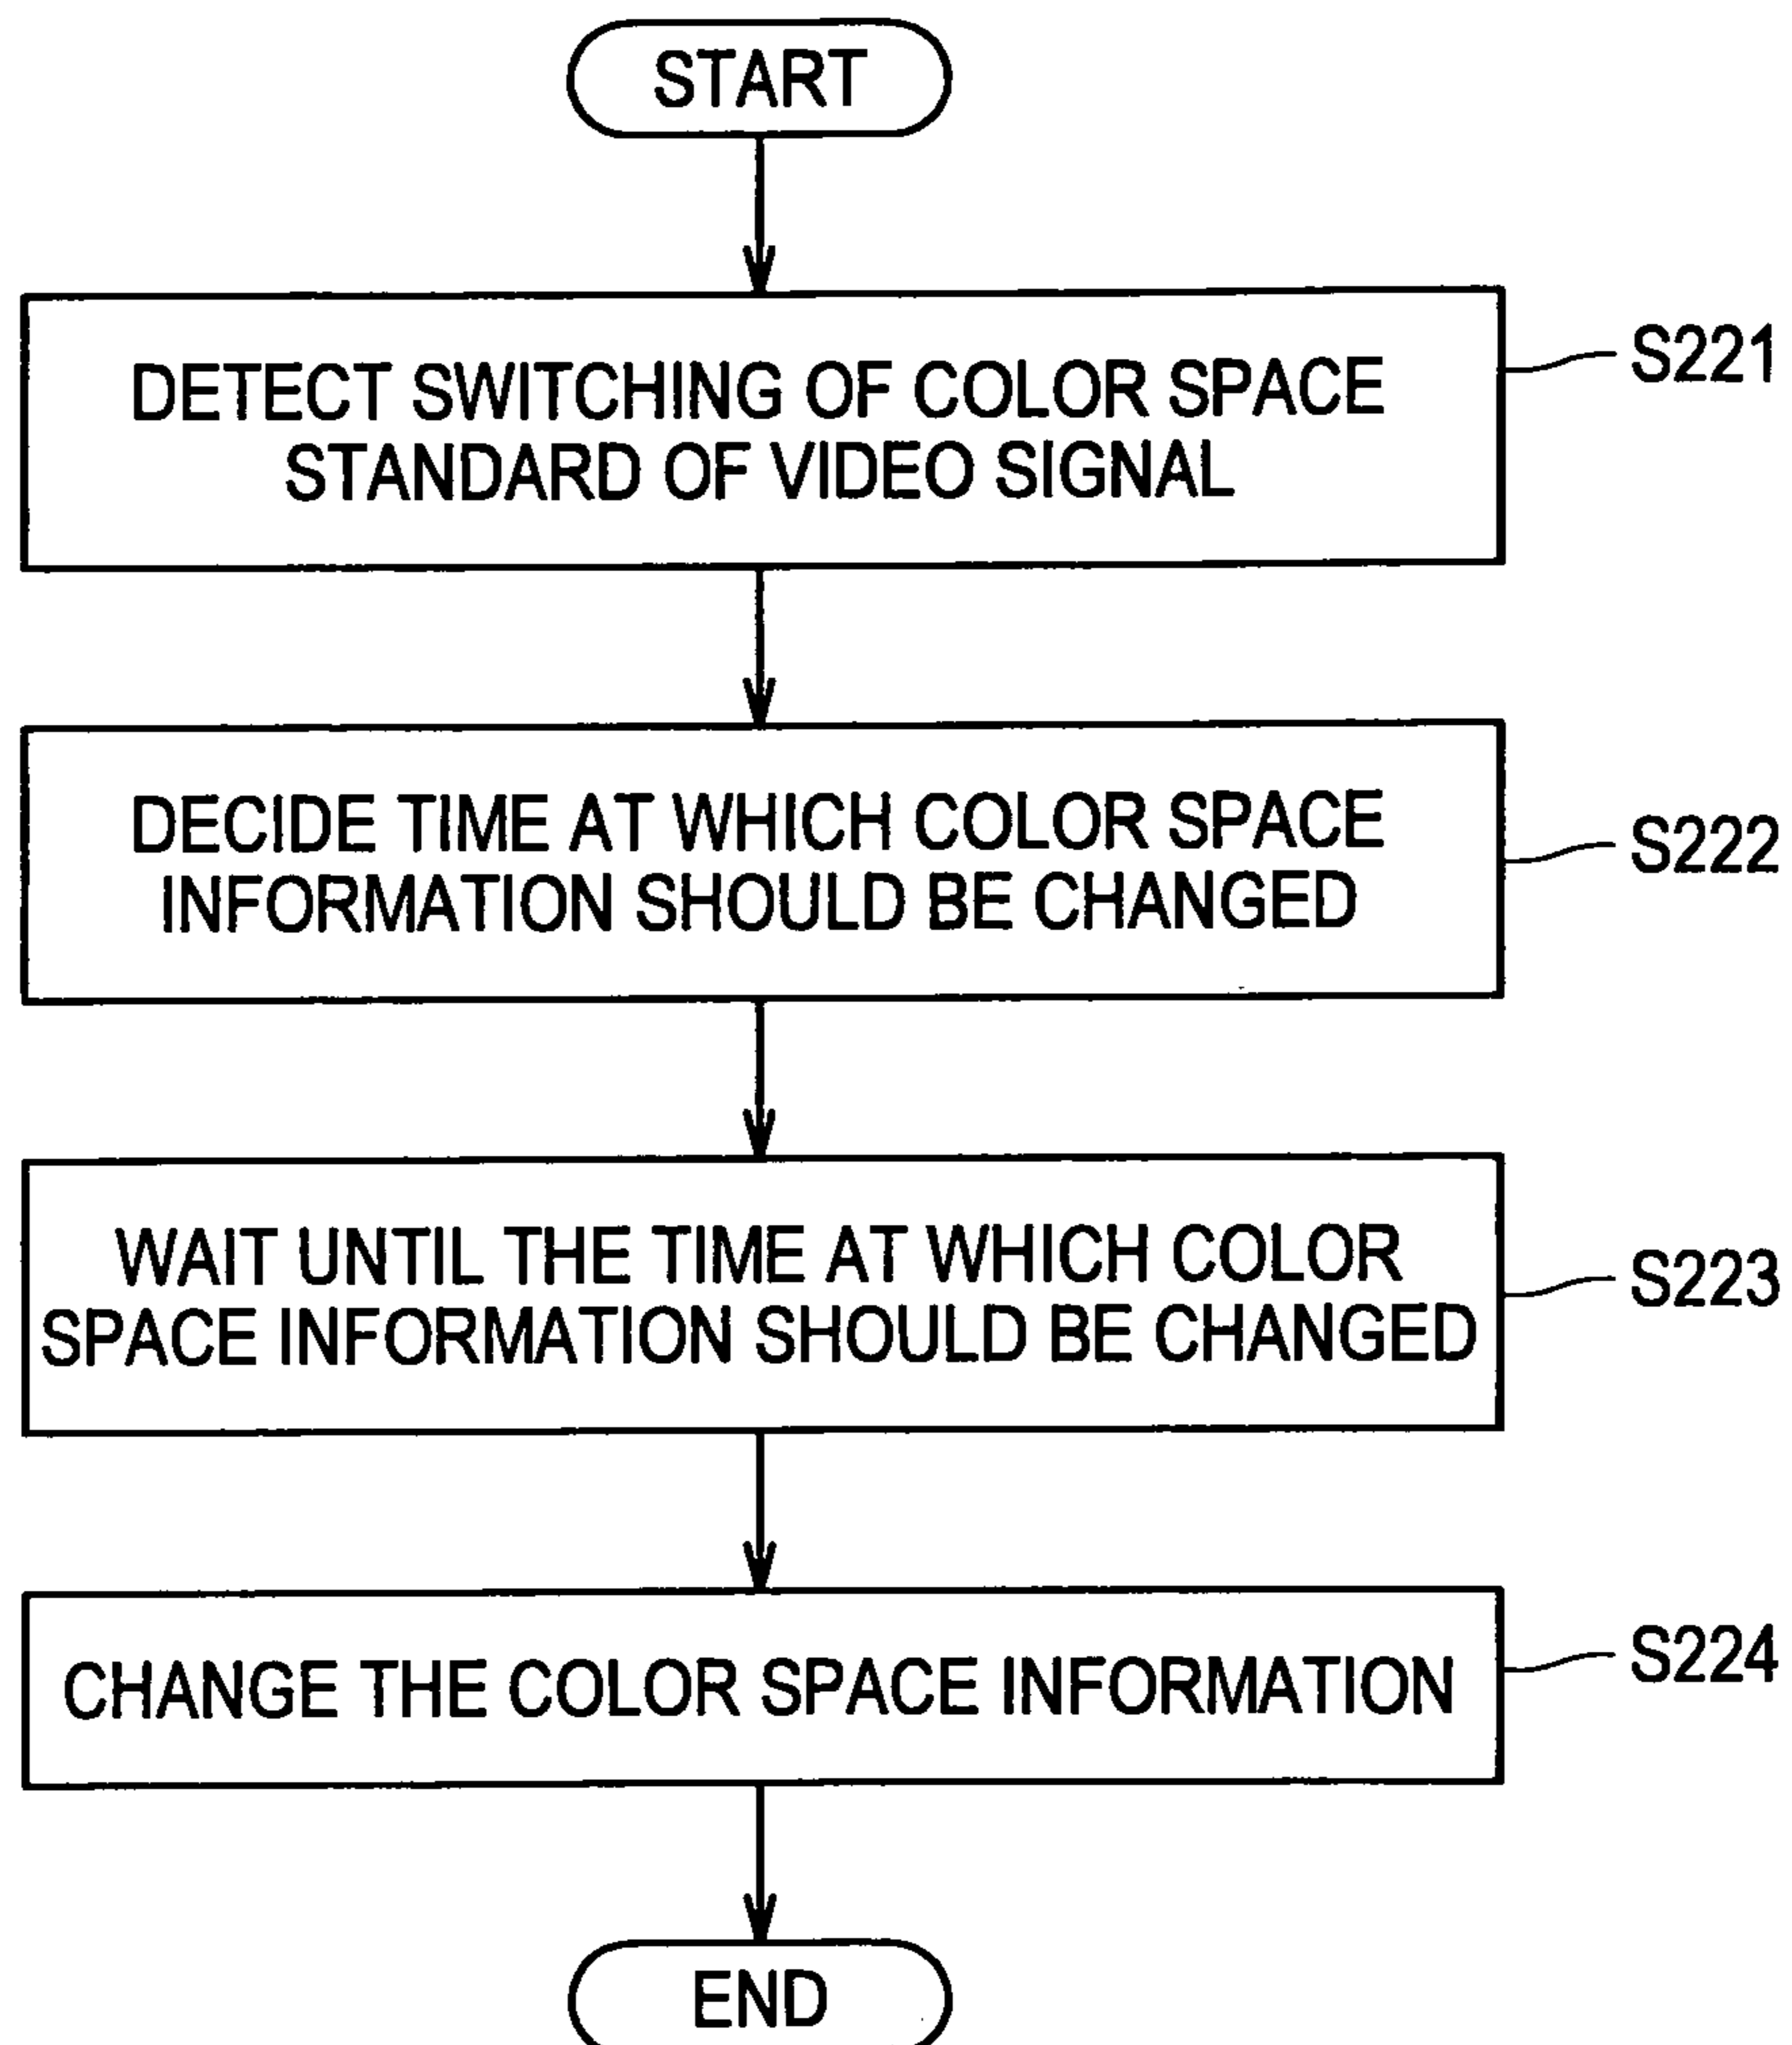 START
DETECT SWITCHING OF COLOR SPACE
STANDARD OF VIDEO SIGNAL
S221
DECIDE TIME AT WHICH COLOR SPACE
INFORMATION SHOULD BE CHANGED
S222
WAIT UNTIL THE TIME AT WHICH COLOR
SPACE INFORMATION SHOULD BE CHANGED
S223
CHANGE THE COLOR SPACE INFORMATION
S224
END